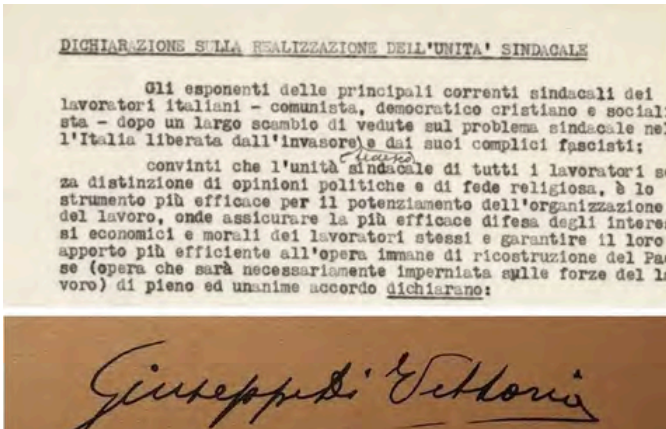 DICHIARAZIONE SULLA REALIZZAZIONE DELL'UNITA' SINDACALE
Gli esponenti delle principali correnti sindacali dei
lavoratori italiani - comunista, democratico cristiano e sociali
sta - dopo un largo scambio di vedute sul problema sindacale nel
l'Italia liberata dall'invasore e dai suoi complici fascisti;
tedesco
convinti che l'unità sindacale di tutti i lavoratori se
za distinzione di opinioni politiche e di fede religiosa, è lo
strumento più efficace per il potenziamento dell'organizzazione
del lavoro, onde assicurare la più efficace difesa degli interes
si economici e morali dei lavoratori stessi e garantire il loro
apporto più efficiente all'opera immane di ricostruzione del Pae
se (opera che sarà necessariamente imperniata sulle forze del la
voro) di pieno ed unanime accordo dichiarano:
Giuseppe Di Vittorio